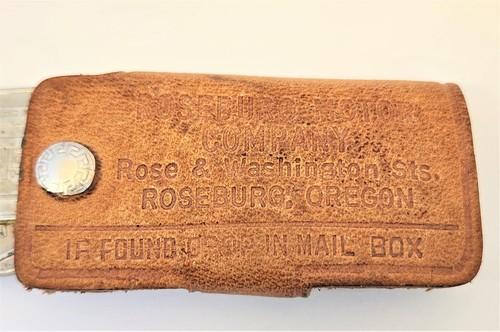 ROSEBURG MOTOR
COMPANY
Rose & Washington Sts.
ROSEBURG, OREGON
IF FOUND DROP IN MAIL BOX